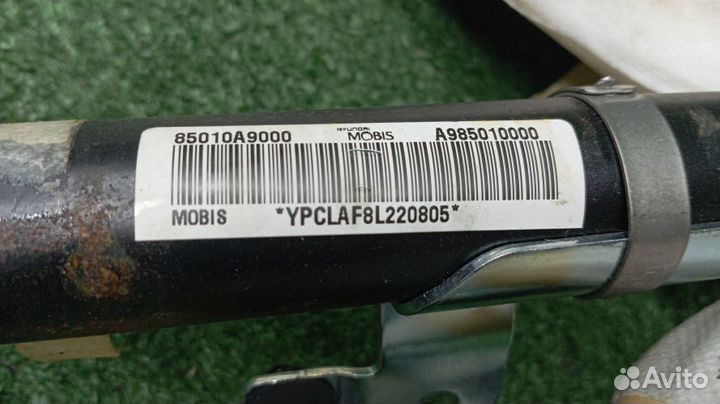 85010A9000 HYUNDAI MOBIS A985010000
MOBIS *YPCLAF8L220805*
Avito